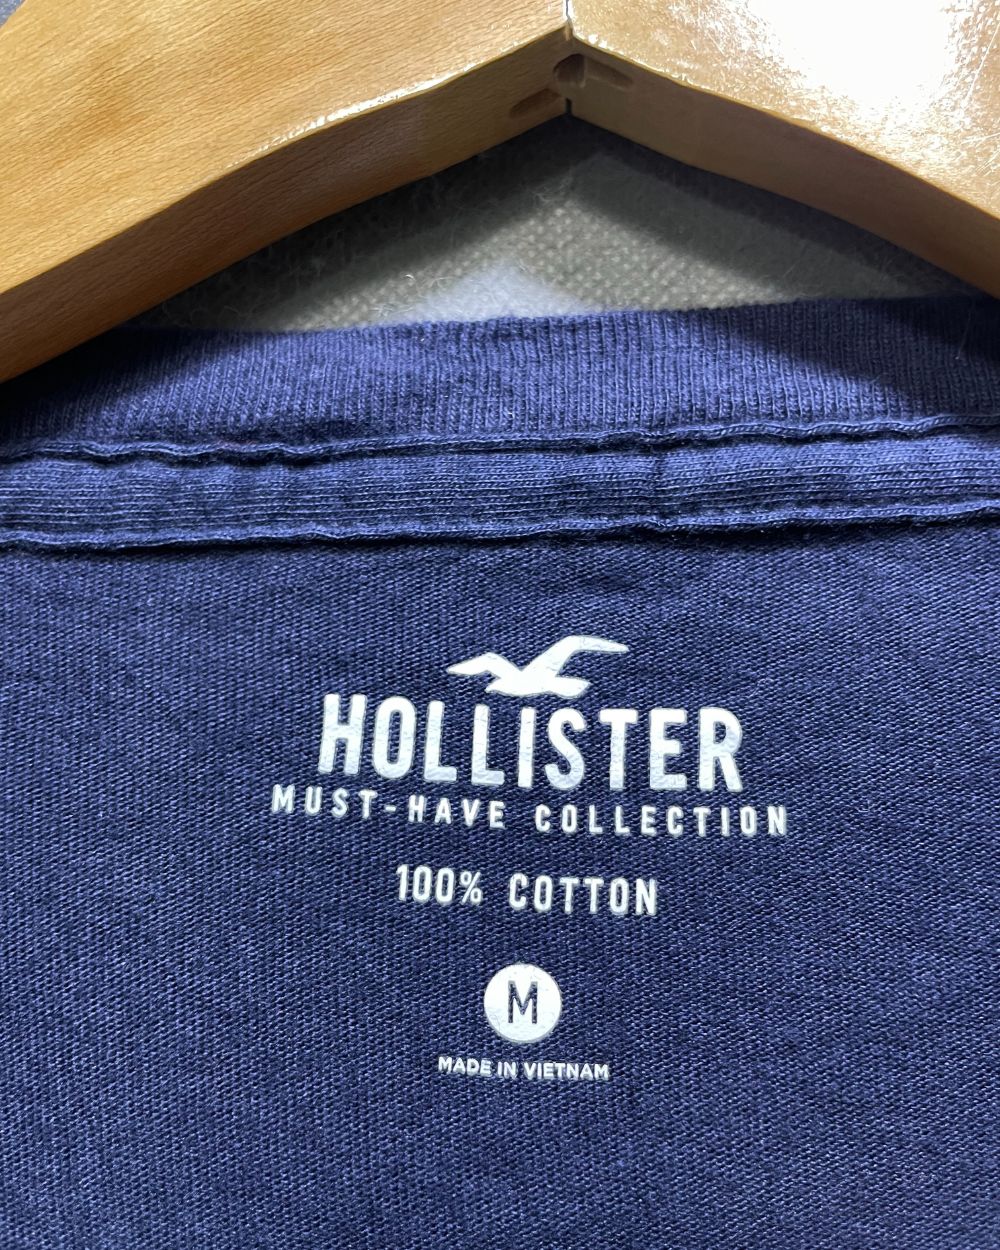 HOLLISTER
MUST-HAVE COLLECTION
100% COTTON
M
MADE IN VIETNAM